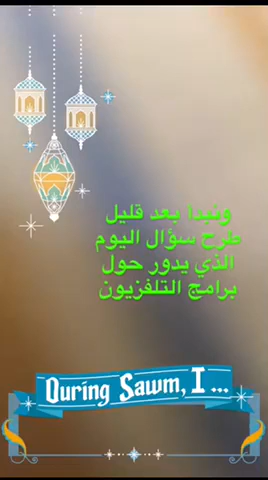 ونبدأ بعد قليل
طرح سؤال اليوم
الذي يدور حول
برامج التلفزيون
During Sawm, I ...